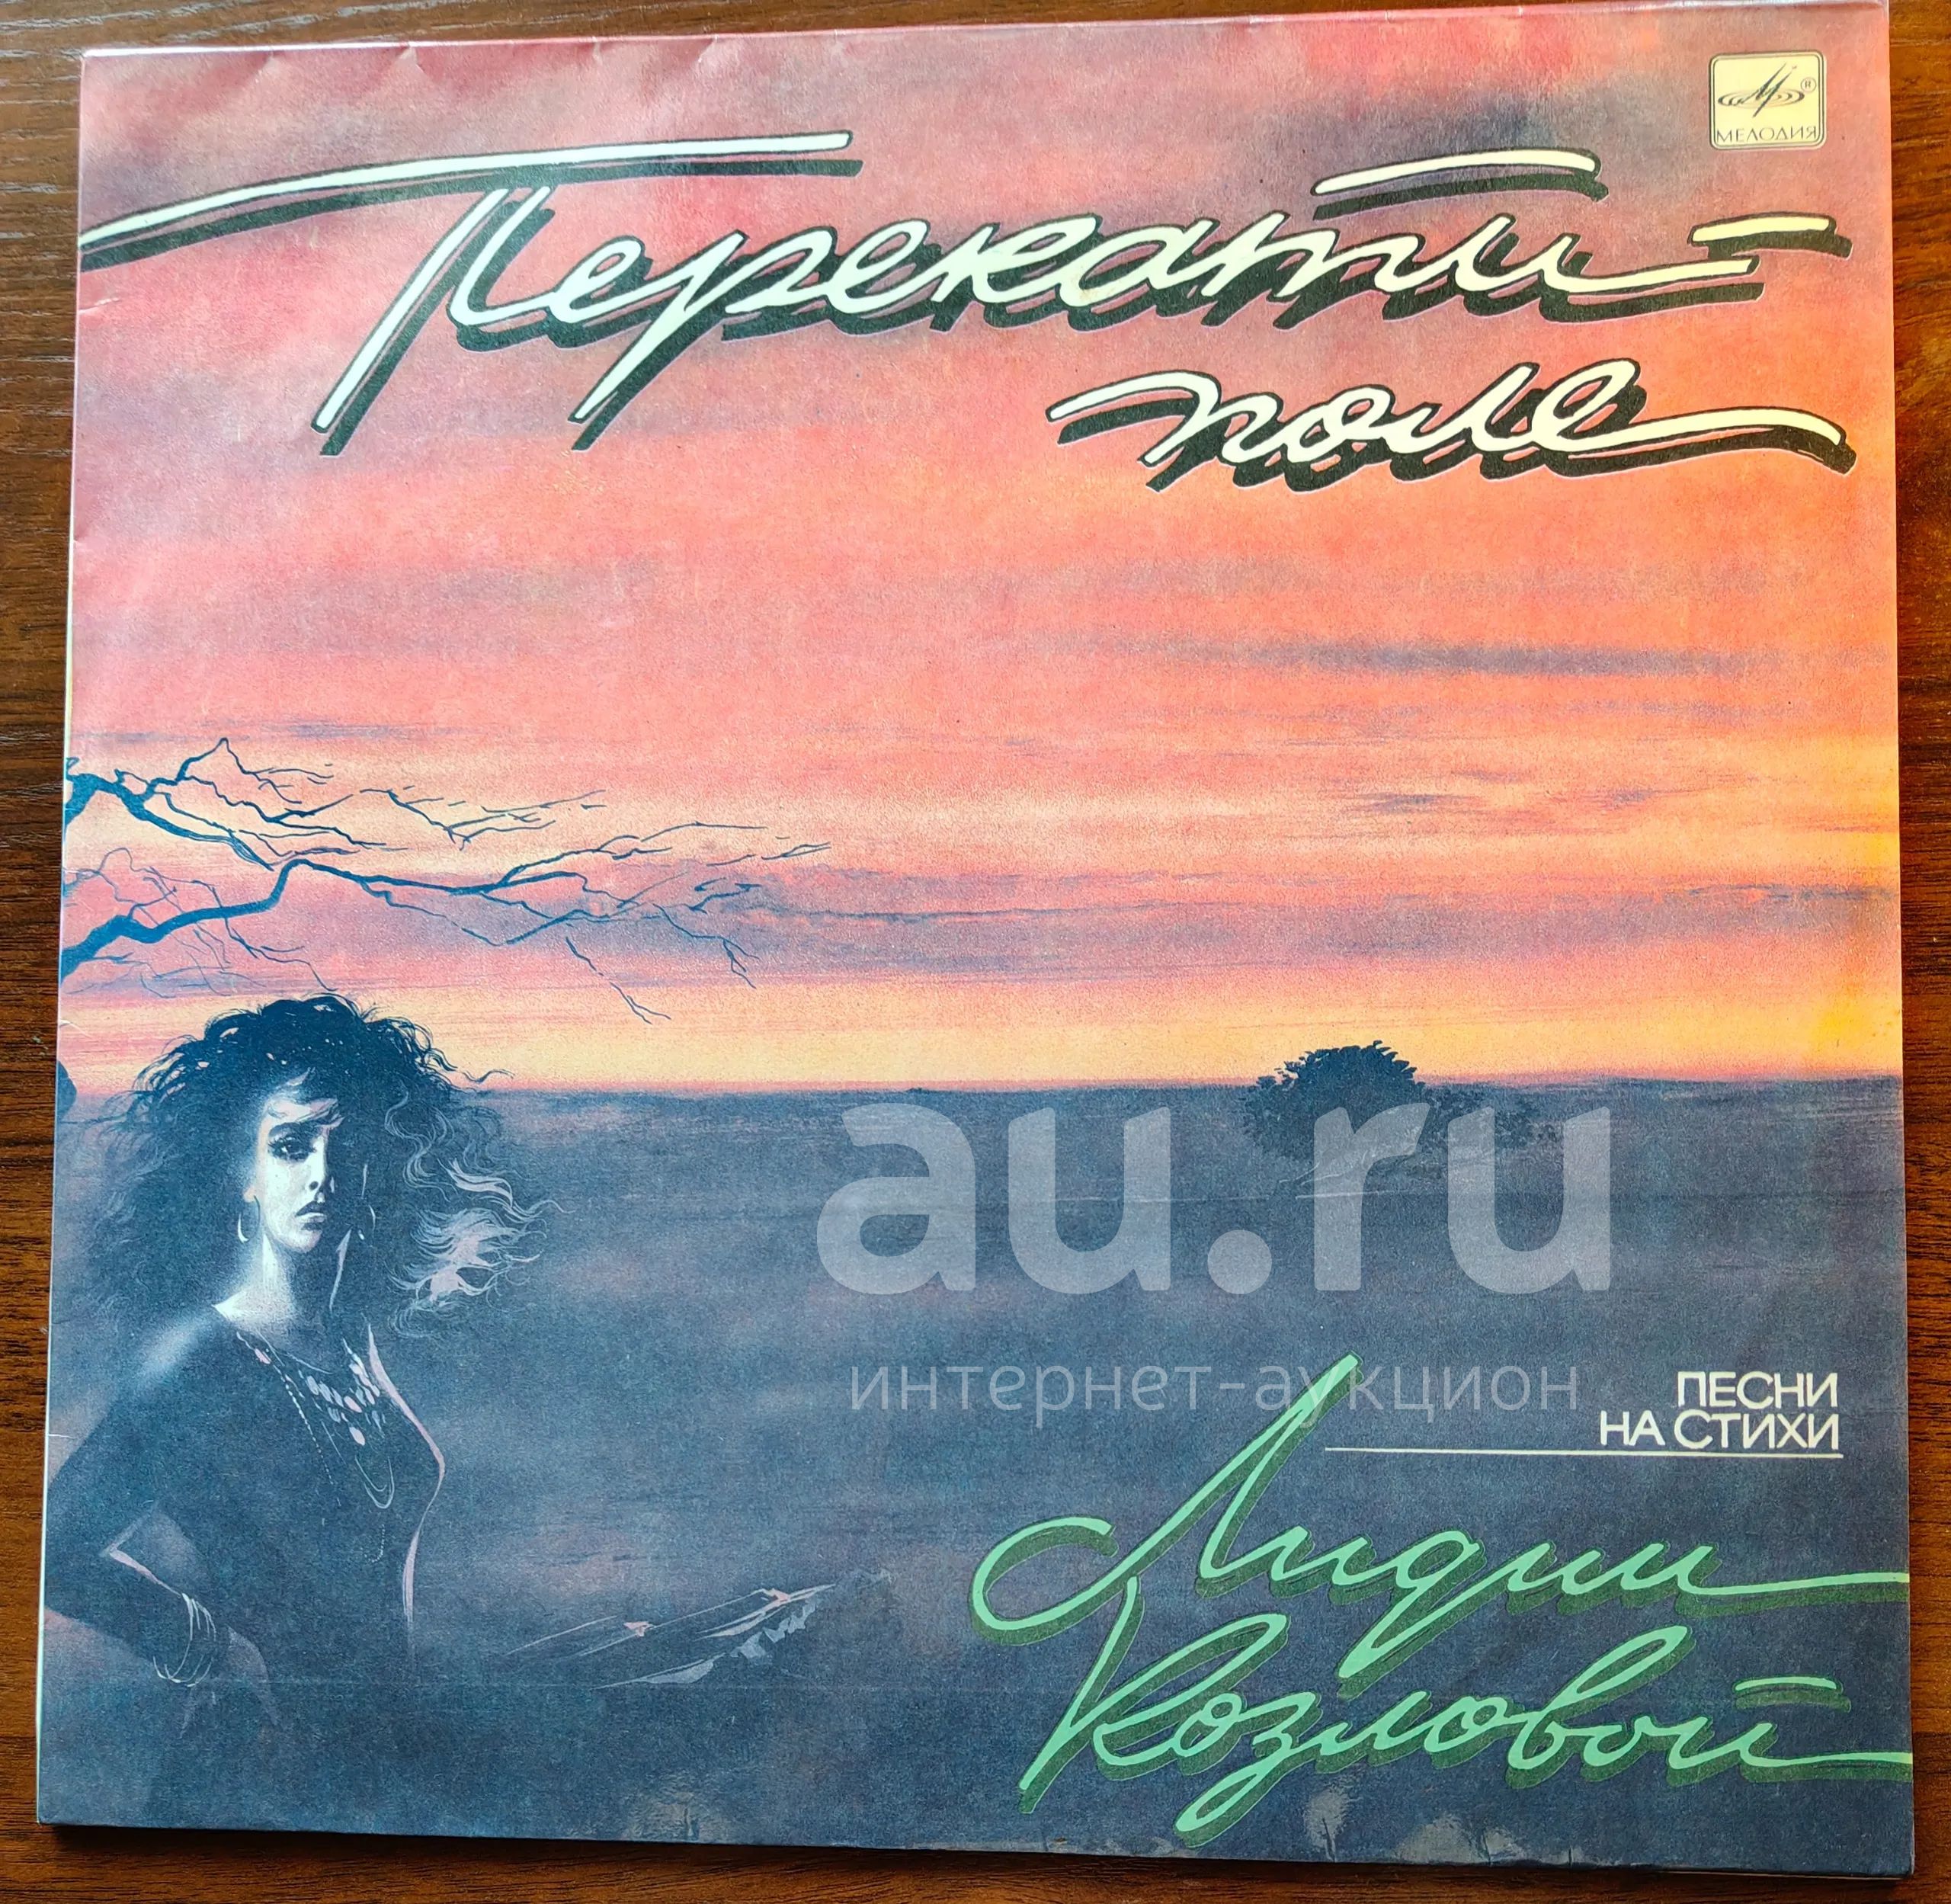 МЕЛОДИЯ
Перекати-
поле
au.ru
интернет-аукцион
ПЕСНИ
НА СТИХИ
Лидии
Козловой